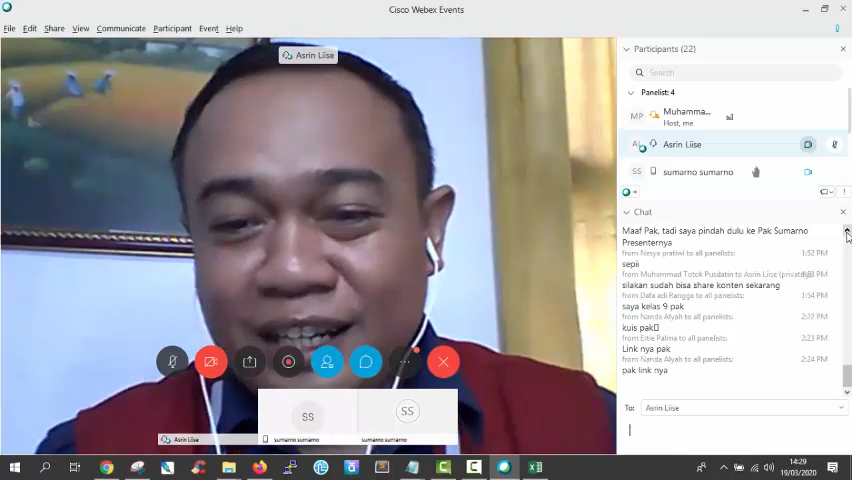 Cisco Webex Events
File Edit Share View Communicate Participant Event Help
Asrin Liise
Participants (22)
Search
Panelist: 4
MP Muhamma...
Host, me
AL Asrin Liise
SS sumarno sumarno
Chat
Maaf Pak, tadi saya pindah dulu ke Pak Sumarno
Presenternya
from Nesya pratiwi to all panelists: 1:52 PM
sepii
from Muhammad Totok Pusdatin to Asrin Liise (privately):
silakan sudah bisa share konten sekarang
from Dafa adi Rangga to all panelists: 1:54 PM
saya kelas 9 pak
from Nanda Alyah to all panelists: 2:22 PM
kuis pak
from Ertie Palma to all panelists: 2:23 PM
Link nya pak
from Nanda Alyah to all panelists: 2:24 PM
pak link nya
To: Asrin Liise
SS
SS
Asrin Liise
sumarno sumarno
sumarno sumarno
14:29
19/03/2020